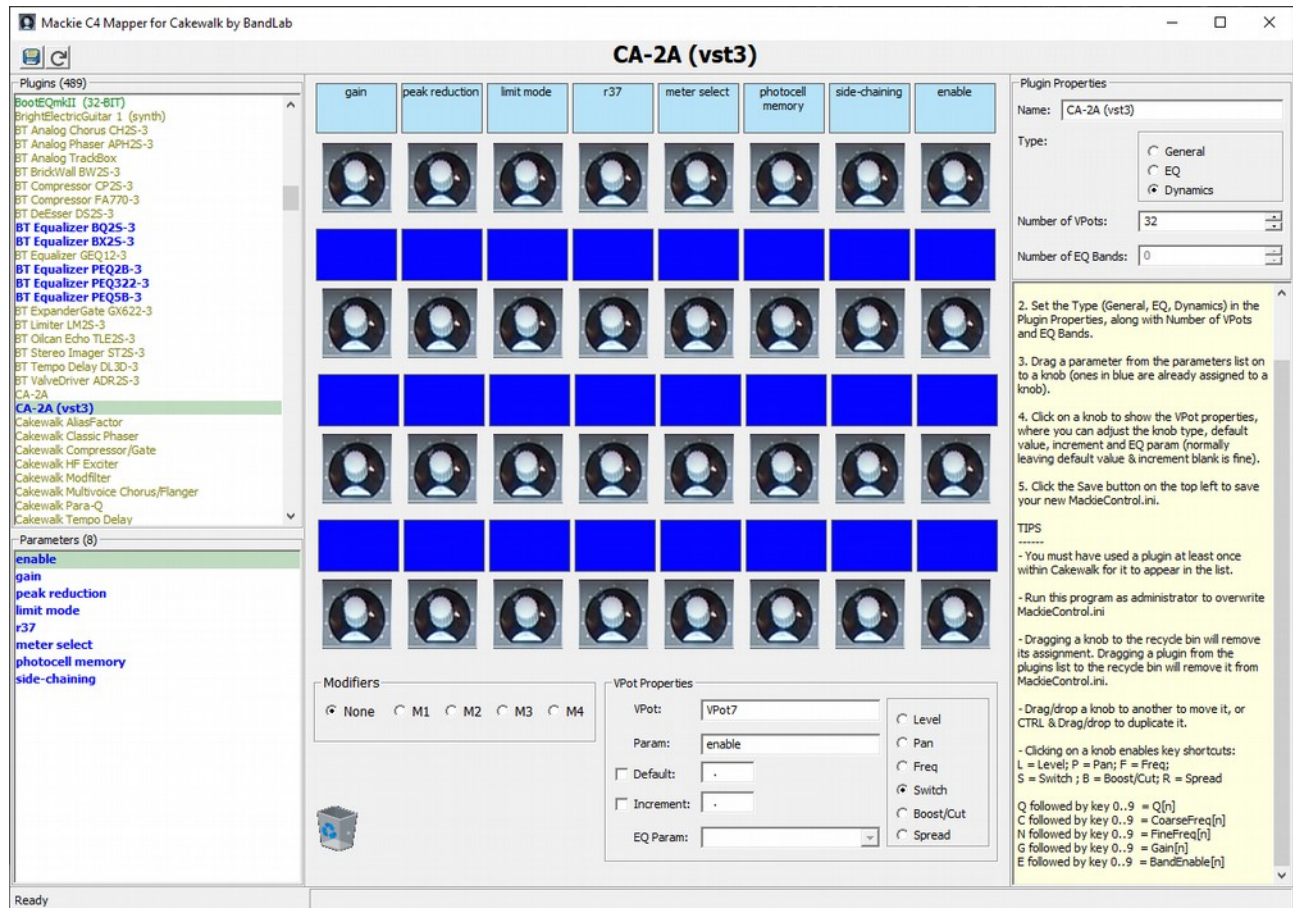 Mackie C4 Mapper for Cakewalk by BandLab
CA-2A (vst3)
Plugins (489)
BootEQmkII (32-BIT)
BrightElectricGuitar 1 (synth)
BT Analog Chorus CH2S-3
BT Analog Phaser APH2S-3
BT Analog TrackBox
BT BrickWall BW2S-3
BT Compressor CP2S-3
BT Compressor FA770-3
BT DeEsser DS2S-3
BT Equalizer BQ2S-3
BT Equalizer BX2S-3
BT Equalizer GEQ12-3
BT Equalizer PEQ2B-3
BT Equalizer PEQ322-3
BT Equalizer PEQ5B-3
BT ExpanderGate GX622-3
BT Limiter LM2S-3
BT Oilcan Echo TLE2S-3
BT Stereo Imager ST2S-3
BT Tempo Delay DL3D-3
BT ValveDriver ADR2S-3
CA-2A
CA-2A (vst3)
Cakewalk AliasFactor
Cakewalk Classic Phaser
Cakewalk Compressor/Gate
Cakewalk HF Exciter
Cakewalk Modfilter
Cakewalk Multivoice Chorus/Flanger
Cakewalk Para-Q
Cakewalk Tempo Delay
Parameters (8)
enable
gain
peak reduction
limit mode
r37
meter select
photocell memory
side-chaining
Ready
gain
peak reduction
limit mode
r37
meter select
photocell
memory
side-chaining
enable
Modifiers
None M1 M2 M3 M4
VPot Properties
VPot: VPot7
Param: enable
Default: .
Increment: .
EQ Param:
Level
Pan
Freq
Switch
Boost/Cut
Spread
Plugin Properties
Name: CA-2A (vst3)
Type:
General
EQ
Dynamics
Number of VPots: 32
Number of EQ Bands: 0
2. Set the Type (General, EQ, Dynamics) in the
Plugin Properties, along with Number of VPots
and EQ Bands.
3. Drag a parameter from the parameters list on
to a knob (ones in blue are already assigned to a
knob).
4. Click on a knob to show the VPot properties,
where you can adjust the knob type, default
value, increment and EQ param (normally
leaving default value & increment blank is fine).
5. Click the Save button on the top left to save
your new MackieControl.ini.
TIPS
------
- You must have used a plugin at least once
within Cakewalk for it to appear in the list.
- Run this program as administrator to overwrite
MackieControl.ini
- Dragging a knob to the recycle bin will remove
its assignment. Dragging a plugin from the
plugins list to the recycle bin will remove it from
MackieControl.ini.
- Drag/drop a knob to another to move it, or
CTRL & Drag/drop to duplicate it.
- Clicking on a knob enables key shortcuts:
L = Level; P = Pan; F = Freq;
S = Switch ; B = Boost/Cut; R = Spread
Q followed by key 0..9 = Q[n]
C followed by key 0..9 = CoarseFreq[n]
N followed by key 0..9 = FineFreq[n]
G followed by key 0..9 = Gain[n]
E followed by key 0..9 = BandEnable[n]